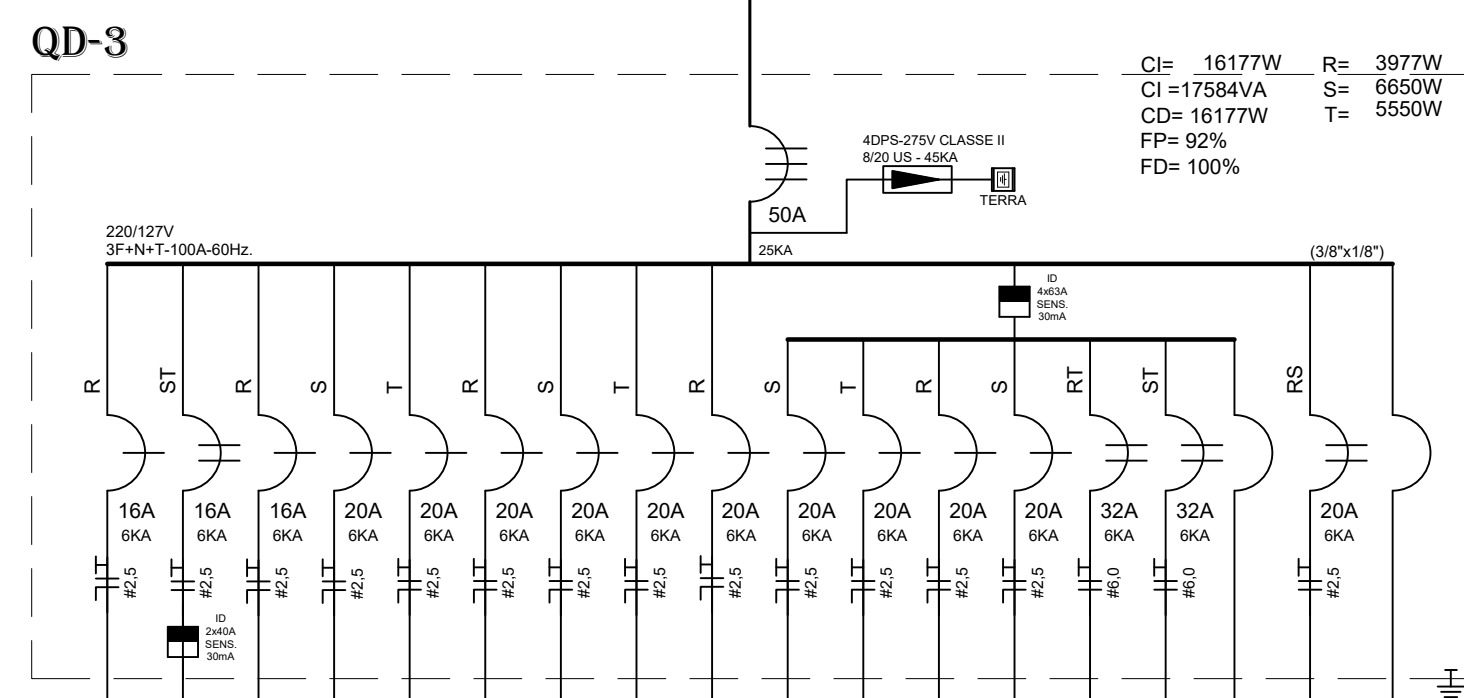 QD-3
CI= 16177W R= 3977W
CI =17584VA S= 6650W
CD= 16177W T= 5550W
FP= 92%
FD= 100%
4DPS-275V CLASSE II
8/20 US - 45KA
TERRA
50A
25KA
220/127V
3F+N+T-100A-60Hz.
(3/8"x1/8")
ID
4x63A
SENS.
30mA
R ST R S T R S T R S T R S RT ST RS
16A 16A 16A 20A 20A 20A 20A 20A 20A 20A 20A 20A 20A 32A 32A 20A
6KA 6KA 6KA 6KA 6KA 6KA 6KA 6KA 6KA 6KA 6KA 6KA 6KA 6KA 6KA 6KA
#2,5 #2,5 #2,5 #2,5 #2,5 #2,5 #2,5 #2,5 #2,5 #2,5 #2,5 #2,5 #2,5 #6,0 #6,0 #2,5
ID
2x40A
SENS.
30mA